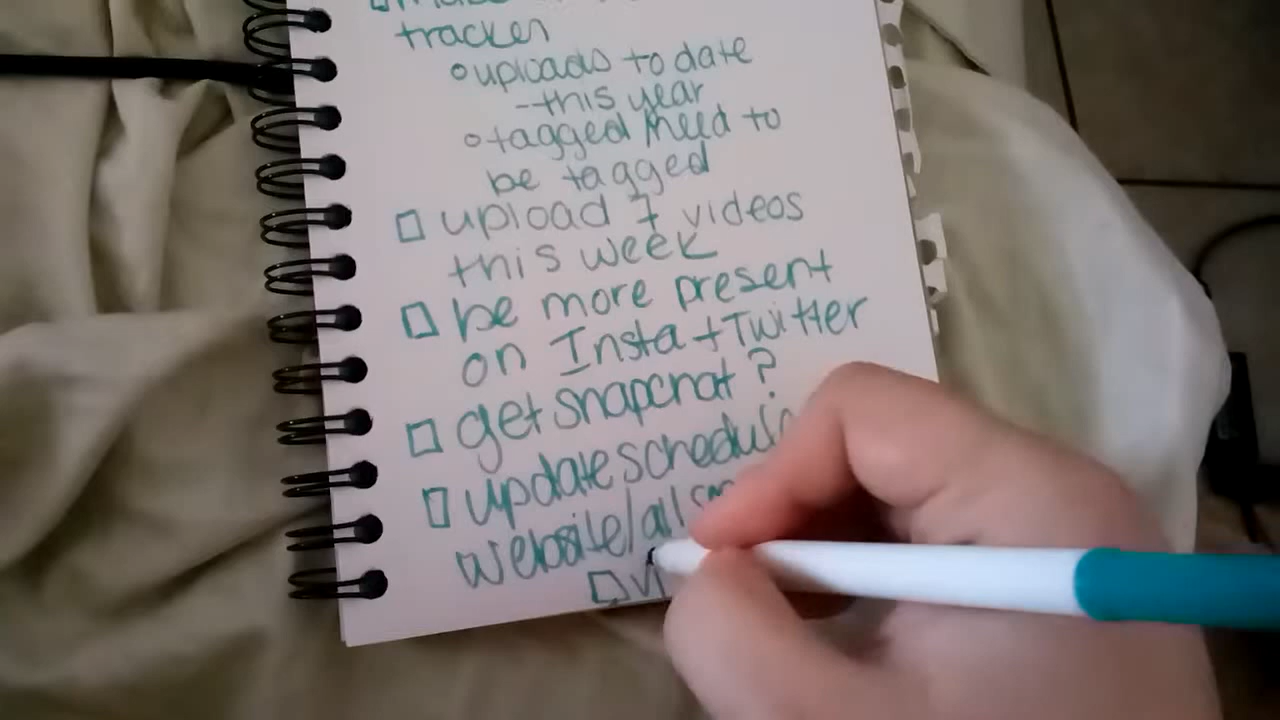 tracker
uploads to date
- this year
tagged/need to
be tagged
upload 7 videos
this week
be more present
on Insta + Twitter
get snapchat?
update
website/all